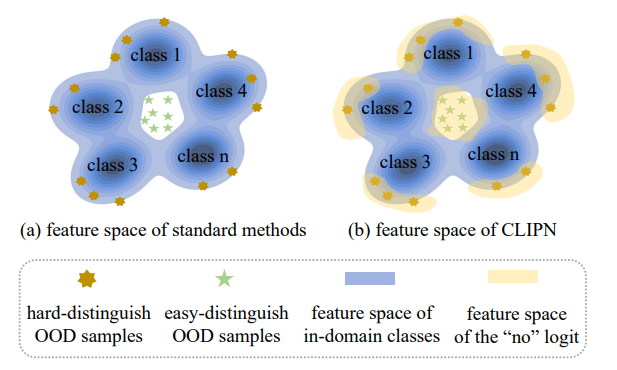 class 1
class 4
class 2
class n
class 3
(a) feature space of standard methods
class 1
class 4
class 2
class n
class 3
(b) feature space of CLIPN
hard-distinguish
OOD samples
easy-distinguish
OOD samples
feature space of
in-domain classes
feature space
of the “no” logit